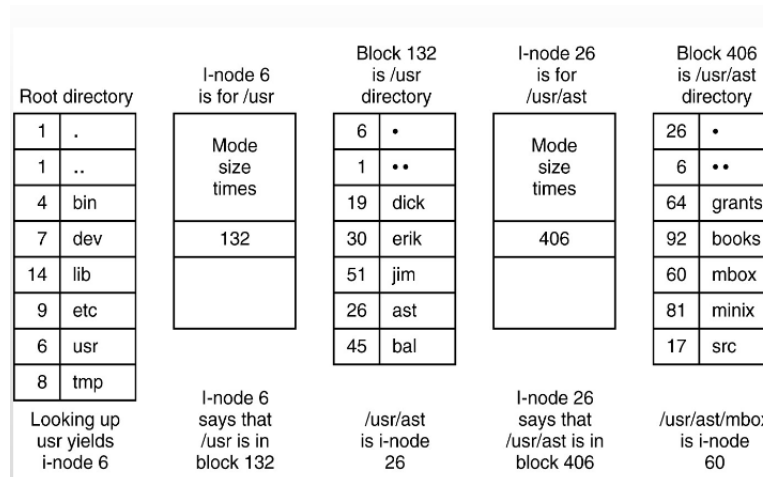 Root directory
1 .
1 ..
4 bin
7 dev
14 lib
9 etc
6 usr
8 tmp
Looking up
usr yields
i-node 6
I-node 6
is for /usr
Mode
size
times
132
I-node 6
says that
/usr is in
block 132
Block 132
is /usr
directory
6 •
1 ••
19 dick
30 erik
51 jim
26 ast
45 bal
/usr/ast
is i-node
26
I-node 26
is for
/usr/ast
Mode
size
times
406
I-node 26
says that
/usr/ast is in
block 406
Block 406
is /usr/ast
directory
26 •
6 ••
64 grants
92 books
60 mbox
81 minix
17 src
/usr/ast/mbox
is i-node
60